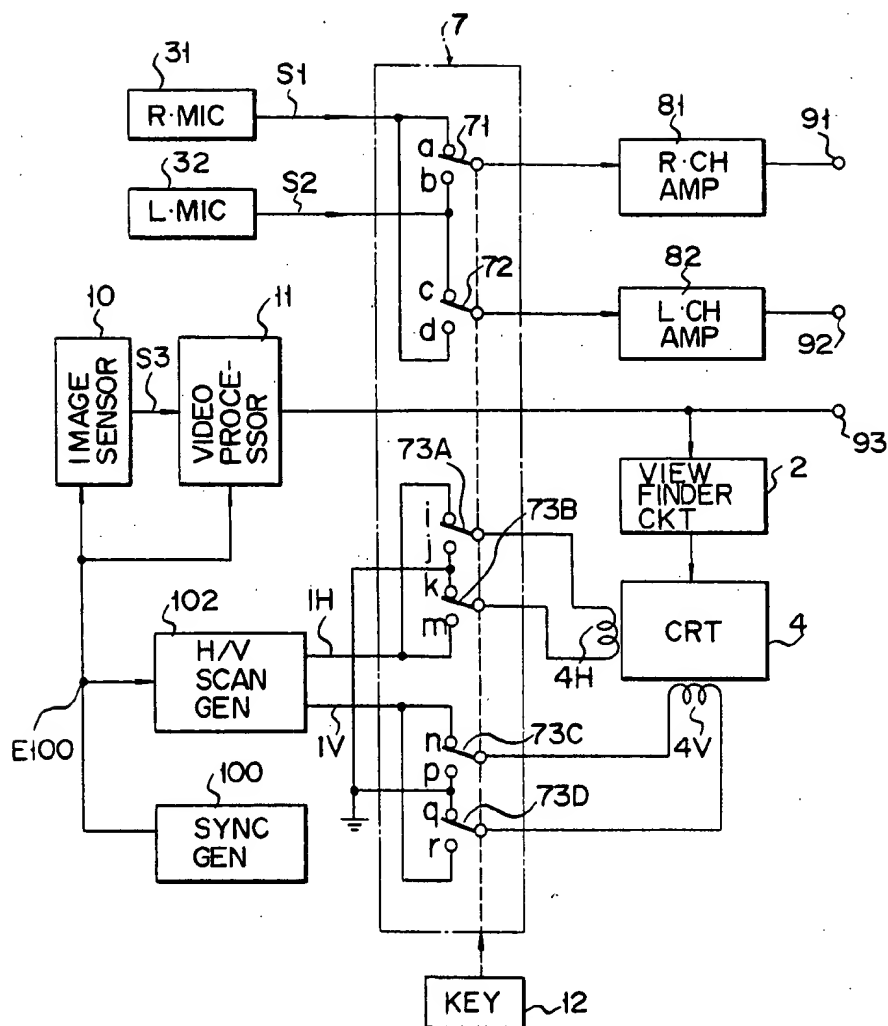 7
31
R·MIC
S1
32
L·MIC
S2
a
71
b
81
R·CH
AMP
91
c
72
d
82
L·CH
AMP
92
10
IMAGE
SENSOR
S3
11
VIDEO
PROCE-
SSOR
93
73A
73B
i
j
k
m
VIEW
FINDER
CKT
2
102
H/V
SCAN
GEN
1H
1V
4H
CRT
4
4V
E100
n
73C
p
q
73D
r
100
SYNC
GEN
KEY
12